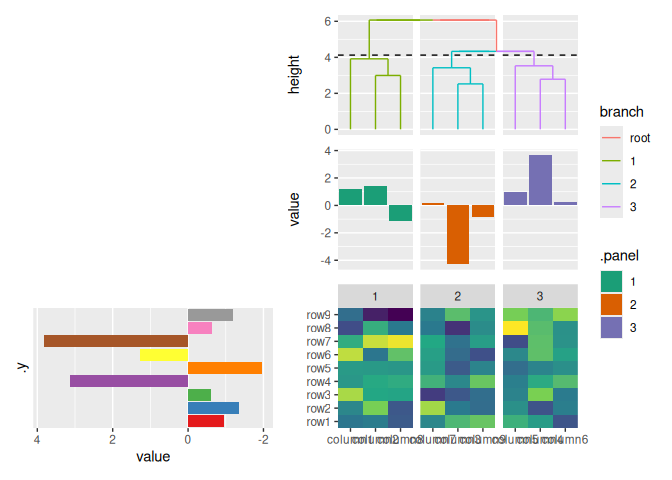 6
4
2
0
height
branch
root
1
2
3
4
2
0
-2
-4
value
.panel
1
2
3
1
2
3
row9
row8
row7
row6
row5
row4
row3
row2
row1
column6
.y
4
2
0
-2
value